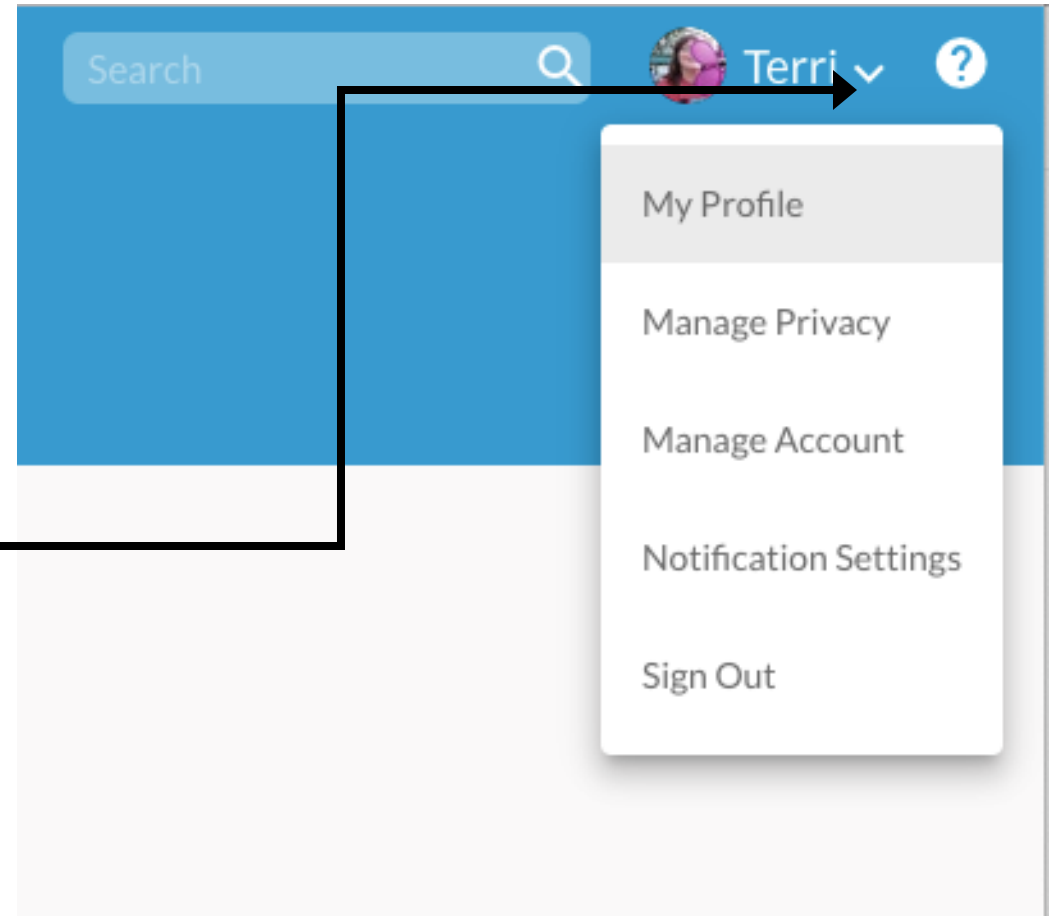 Search
Terri
?
My Profile
Manage Privacy
Manage Account
Notification Settings
Sign Out